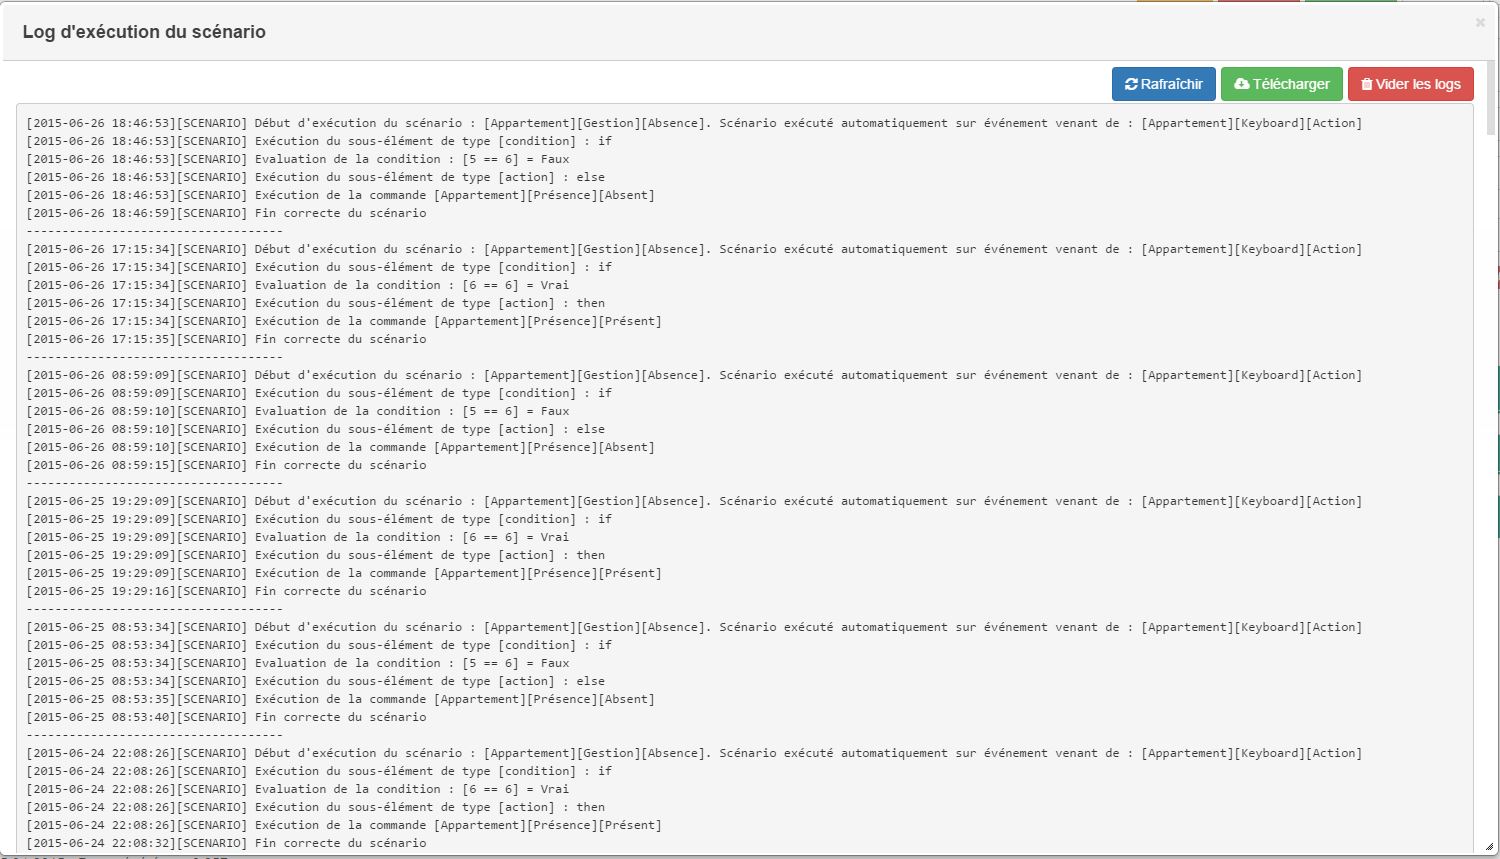 Log d'exécution du scénario
×
Rafraîchir Télécharger Vider les logs
[2015-06-26 18:46:53][SCENARIO] Début d'exécution du scénario : [Appartement][Gestion][Absence]. Scénario exécuté automatiquement sur événement venant de : [Appartement][Keyboard][Action]
[2015-06-26 18:46:53][SCENARIO] Exécution du sous-élément de type [condition] : if
[2015-06-26 18:46:53][SCENARIO] Evaluation de la condition : [5 == 6] = Faux
[2015-06-26 18:46:53][SCENARIO] Exécution du sous-élément de type [action] : else
[2015-06-26 18:46:53][SCENARIO] Exécution de la commande [Appartement][Présence][Absent]
[2015-06-26 18:46:59][SCENARIO] Fin correcte du scénario
------------------------------------
[2015-06-26 17:15:34][SCENARIO] Début d'exécution du scénario : [Appartement][Gestion][Absence]. Scénario exécuté automatiquement sur événement venant de : [Appartement][Keyboard][Action]
[2015-06-26 17:15:34][SCENARIO] Exécution du sous-élément de type [condition] : if
[2015-06-26 17:15:34][SCENARIO] Evaluation de la condition : [6 == 6] = Vrai
[2015-06-26 17:15:34][SCENARIO] Exécution du sous-élément de type [action] : then
[2015-06-26 17:15:34][SCENARIO] Exécution de la commande [Appartement][Présence][Présent]
[2015-06-26 17:15:35][SCENARIO] Fin correcte du scénario
------------------------------------
[2015-06-26 08:59:09][SCENARIO] Début d'exécution du scénario : [Appartement][Gestion][Absence]. Scénario exécuté automatiquement sur événement venant de : [Appartement][Keyboard][Action]
[2015-06-26 08:59:09][SCENARIO] Exécution du sous-élément de type [condition] : if
[2015-06-26 08:59:10][SCENARIO] Evaluation de la condition : [5 == 6] = Faux
[2015-06-26 08:59:10][SCENARIO] Exécution du sous-élément de type [action] : else
[2015-06-26 08:59:10][SCENARIO] Exécution de la commande [Appartement][Présence][Absent]
[2015-06-26 08:59:15][SCENARIO] Fin correcte du scénario
------------------------------------
[2015-06-25 19:29:09][SCENARIO] Début d'exécution du scénario : [Appartement][Gestion][Absence]. Scénario exécuté automatiquement sur événement venant de : [Appartement][Keyboard][Action]
[2015-06-25 19:29:09][SCENARIO] Exécution du sous-élément de type [condition] : if
[2015-06-25 19:29:09][SCENARIO] Evaluation de la condition : [6 == 6] = Vrai
[2015-06-25 19:29:09][SCENARIO] Exécution du sous-élément de type [action] : then
[2015-06-25 19:29:09][SCENARIO] Exécution de la commande [Appartement][Présence][Présent]
[2015-06-25 19:29:16][SCENARIO] Fin correcte du scénario
------------------------------------
[2015-06-25 08:53:34][SCENARIO] Début d'exécution du scénario : [Appartement][Gestion][Absence]. Scénario exécuté automatiquement sur événement venant de : [Appartement][Keyboard][Action]
[2015-06-25 08:53:34][SCENARIO] Exécution du sous-élément de type [condition] : if
[2015-06-25 08:53:34][SCENARIO] Evaluation de la condition : [5 == 6] = Faux
[2015-06-25 08:53:34][SCENARIO] Exécution du sous-élément de type [action] : else
[2015-06-25 08:53:35][SCENARIO] Exécution de la commande [Appartement][Présence][Absent]
[2015-06-25 08:53:40][SCENARIO] Fin correcte du scénario
------------------------------------
[2015-06-24 22:08:26][SCENARIO] Début d'exécution du scénario : [Appartement][Gestion][Absence]. Scénario exécuté automatiquement sur événement venant de : [Appartement][Keyboard][Action]
[2015-06-24 22:08:26][SCENARIO] Exécution du sous-élément de type [condition] : if
[2015-06-24 22:08:26][SCENARIO] Evaluation de la condition : [6 == 6] = Vrai
[2015-06-24 22:08:26][SCENARIO] Exécution du sous-élément de type [action] : then
[2015-06-24 22:08:26][SCENARIO] Exécution de la commande [Appartement][Présence][Présent]
[2015-06-24 22:08:32][SCENARIO] Fin correcte du scénario